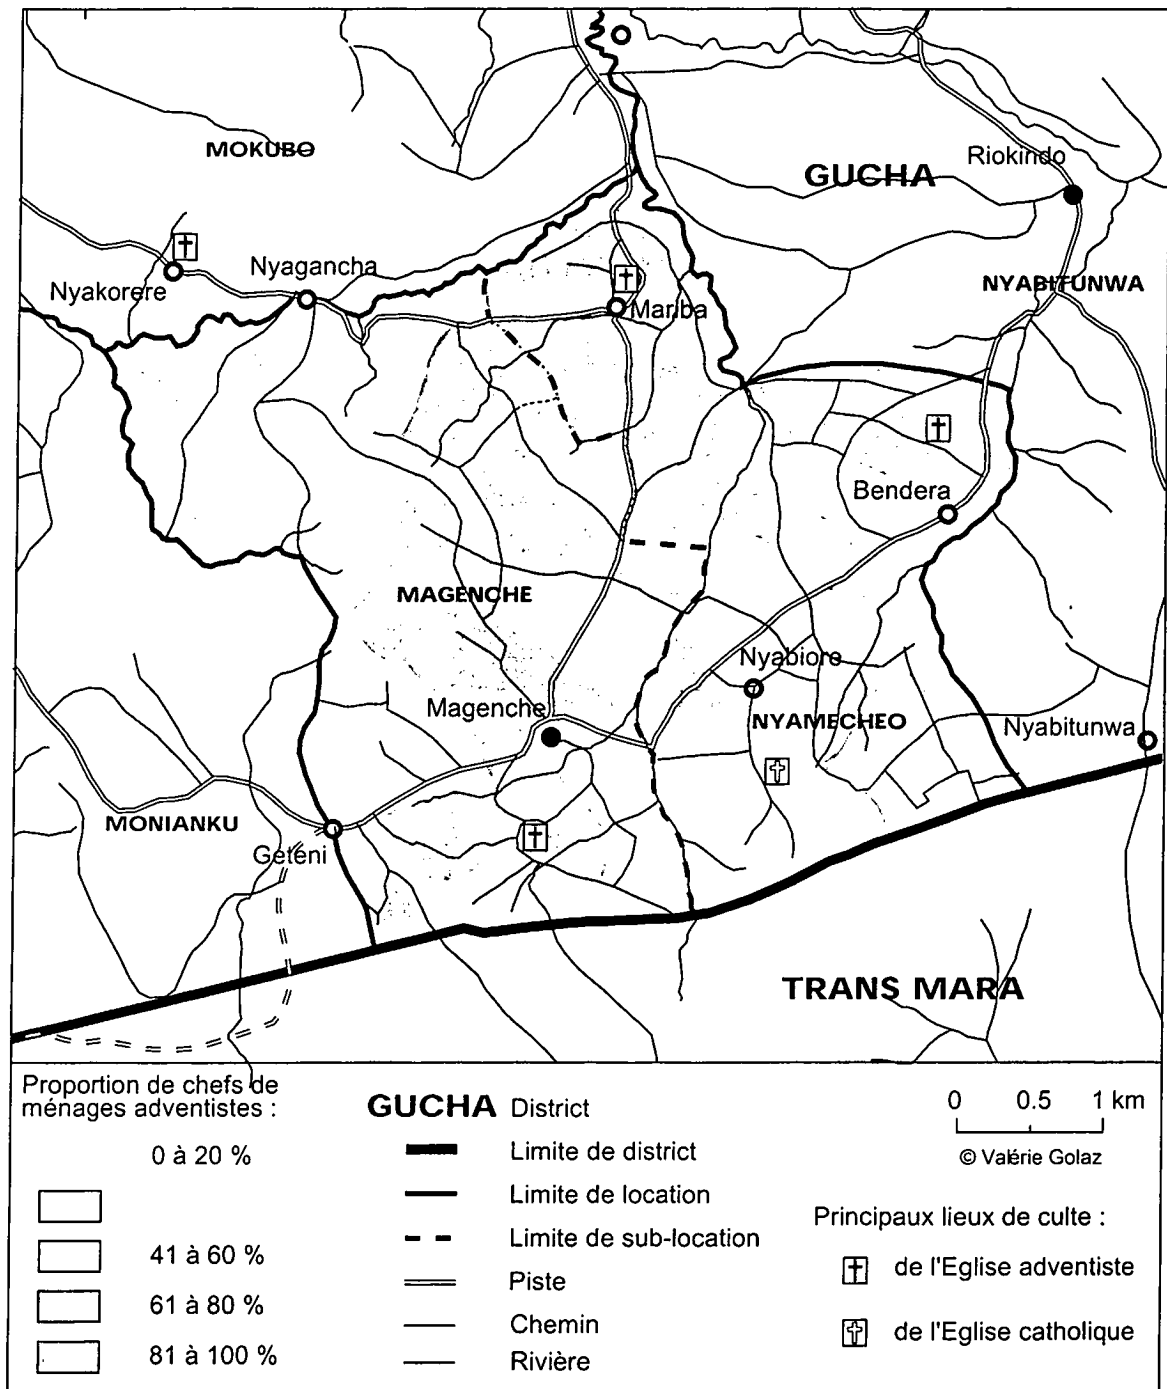 MOKUBO
GUCHA
Riokindo
Nyagancha
Nyakorere
Mariba
NYABITUNWA
Bendera
MAGENCHE
Nyabiore
Magenche
NYAMECHEO
Nyabitunwa
MONIANKU
Geteni
TRANS MARA
Proportion de chefs de
ménages adventistes :
0 à 20 %
41 à 60 %
61 à 80 %
81 à 100 %
GUCHA District
Limite de district
Limite de location
Limite de sub-location
Piste
Chemin
Rivière
0 0.5 1 km
© Valérie Golaz
Principaux lieux de culte :
de l'Eglise adventiste
de l'Eglise catholique